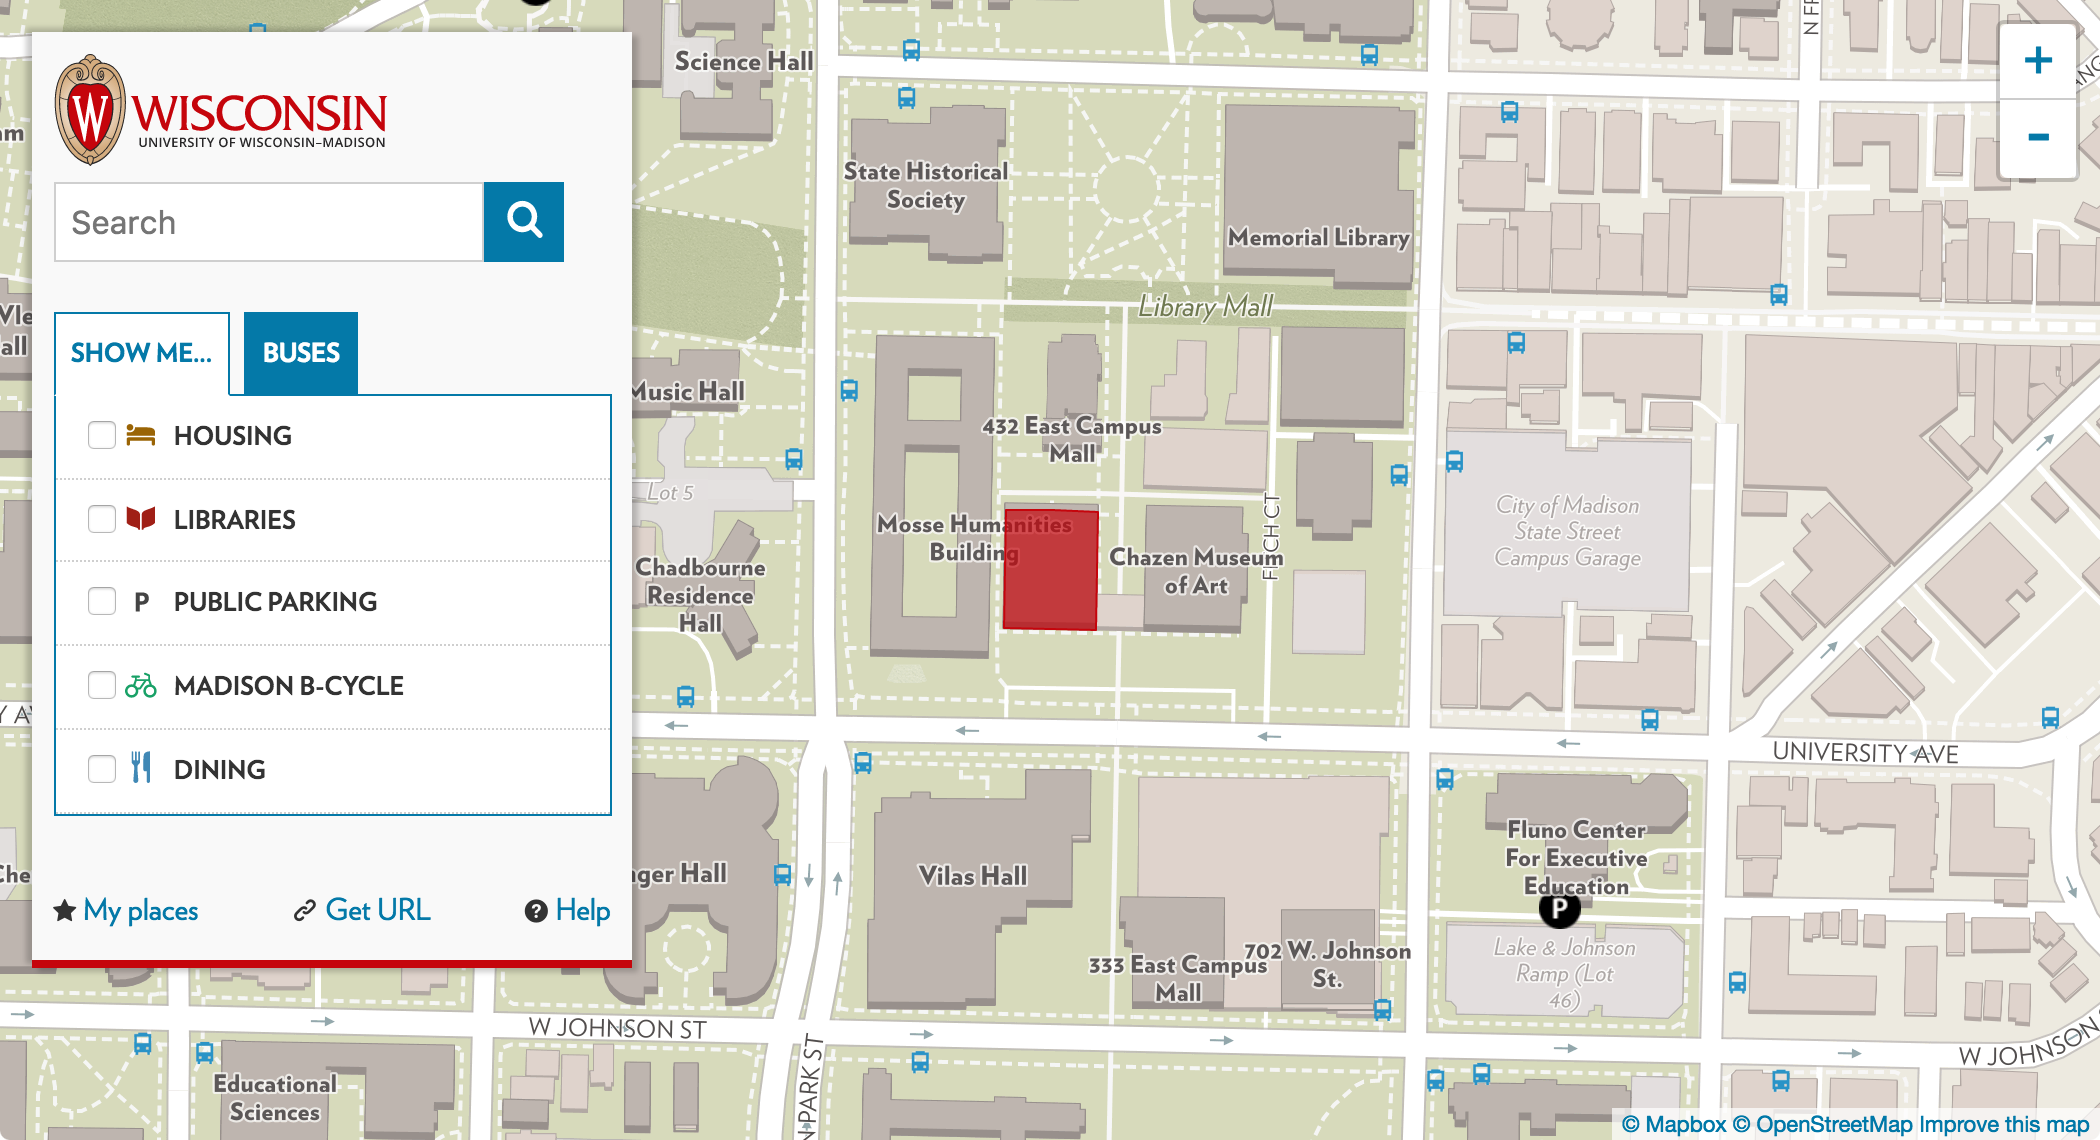 WISCONSIN
UNIVERSITY OF WISCONSIN–MADISON
Search
SHOW ME...
BUSES
HOUSING
LIBRARIES
P PUBLIC PARKING
MADISON B-CYCLE
DINING
My places
Get URL
Help
Science Hall
State Historical
Society
Memorial Library
Library Mall
Music Hall
432 East Campus
Mall
Lot 5
Mosse Humanities
Building
Chazen Museum
of Art
Chadbourne
Residence
Hall
City of Madison
State Street
Campus Garage
UNIVERSITY AVE
Vilas Hall
Fluno Center
For Executive
Education
P
Lake & Johnson
Ramp (Lot
46)
333 East Campus
Mall
702 W. Johnson
St.
W JOHNSON ST
N PARK ST
W JOHNSON
Educational
Sciences
+
-
© Mapbox © OpenStreetMap Improve this map